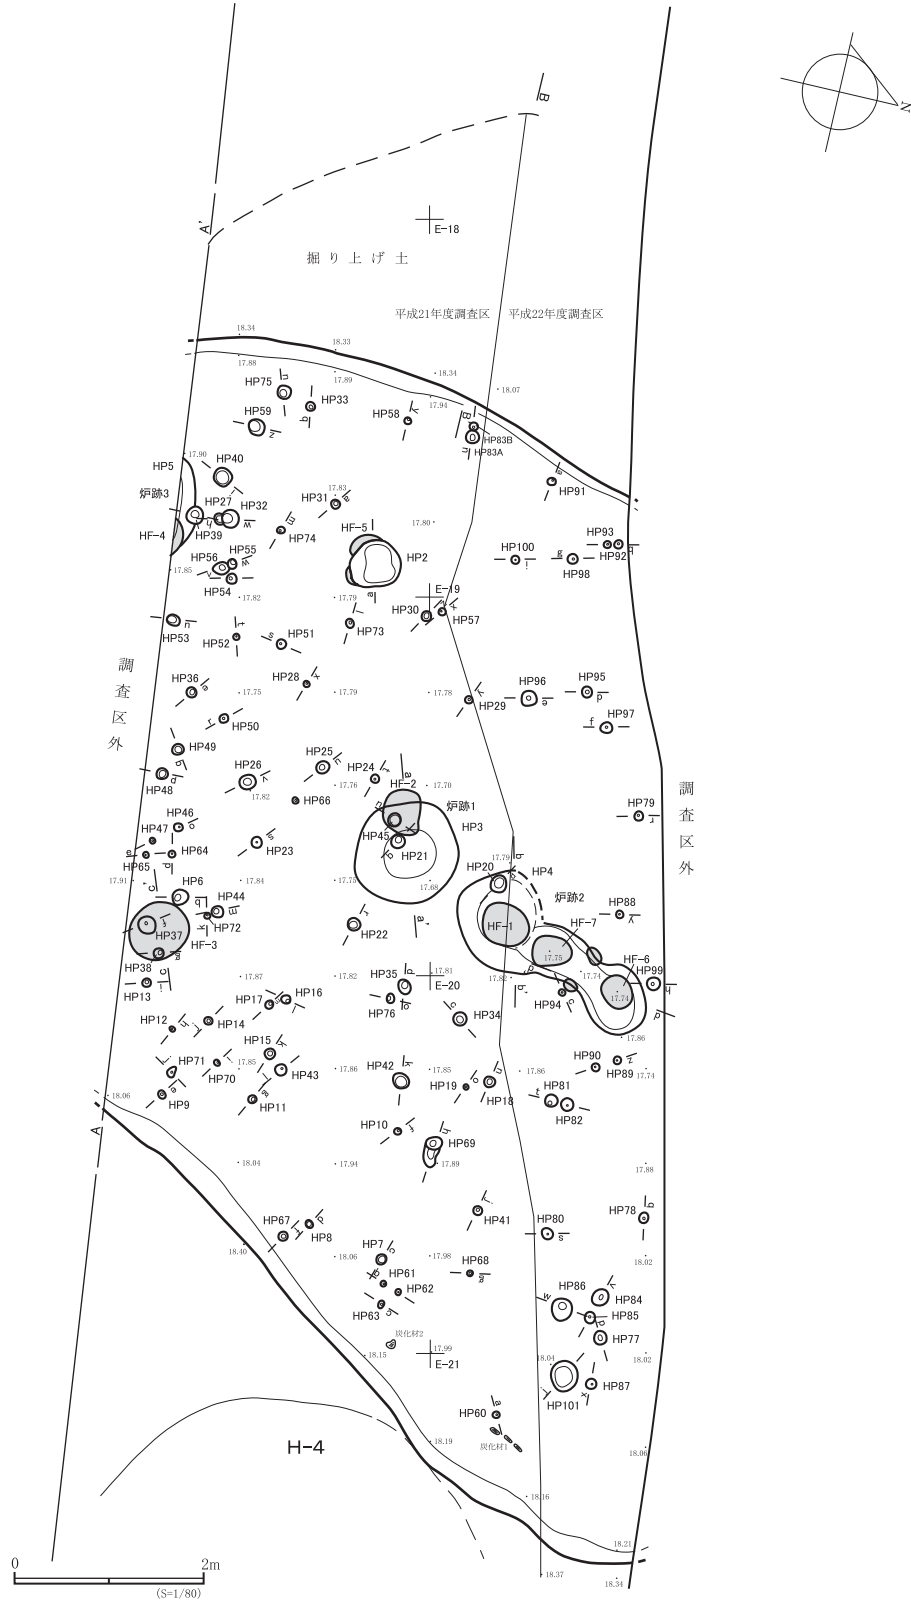 B
N
A'
E-18
掘り上げ土
平成21年度調査区
平成22年度調査区
18.34
18.33
17.88
17.89
18.34
18.07
17.94
HP75
u
HP33
q
HP59
z
HP58
y
B'
HP83B
HP83A
n
17.90
HP5
HP40
i
17.83
HP91
a
炉跡3
HP27
HP32
h
w
HP31
a
17.80
HP39
HF-4
m
HP74
HF-5
HP2
a
HP93
HP92
b
HP100
i
g
HP98
HP56
HP55
w
HP54
17.85
17.82
17.79
E-19
HP30
x
HP57
HP53
u
t
HP52
s
HP51
l
HP73
調査区外
HP36
e
17.75
HP28
x
17.79
17.78
y
HP29
HP96
e
HP95
d
f
HP97
r
HP50
HP49
q
HP48
p
HP26
v
17.82
HP25
u
HP24
t
17.76
a
HF-2
17.70
HP66
炉跡1
HP3
HP45
HP21
g
調査区外
HP79
r
HP46
o
HP47
HP64
e
HP65
d
s
HP23
17.91
17.84
17.75
17.68
17.79
b
HP20
HP4
炉跡2
c'
HP6
b
HP44
m
HP72
k
HP37
f
HF-3
HP38
g
HP22
r
a'
HF-1
HF-7
17.75
HP88
y
HF-6
HP99
h
17.74
17.74
d
c
i
HP13
17.87
17.82
HP35
q
17.81
E-20
17.82
d'
b'
HP94
c'
HP17
HP16
HP76
o
c
HP34
17.86
HP12
h
HP14
j
HP15
k
HP71
j
HP70
i
17.85
HP43
l
17.86
HP42
k
17.85
HP19
o
HP18
n
17.86
HP90
z
HP89
17.74
18.06
e
HP9
g
HP11
HP81
t
HP82
A
HP10
f
HP69
h
17.89
18.04
17.94
17.88
HP67
d
HP8
18.40
HP41
j
HP80
s
HP78
g
HP7
c
18.06
17.98
HP68
HP61
HP62
HP63
18.02
HP86
w
v
HP84
HP85
HP77
炭化材2
18.15
17.99
E-21
18.04
18.02
HP101
HP87
x
HP60
a
炭化材1
H-4
18.19
18.06
18.16
18.21
18.37
18.34
0
2m
(S=1/80)